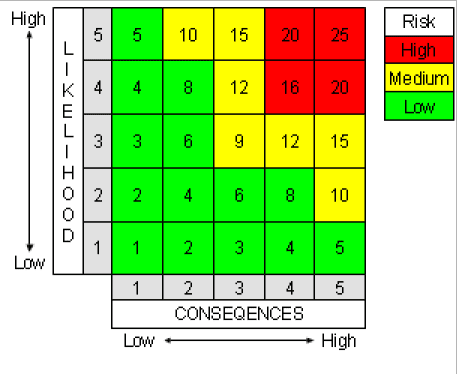 High
LIKELIHOOD
5 5 10 15 20 25
4 4 8 12 16 20
3 3 6 9 12 15
2 2 4 6 8 10
1 1 2 3 4 5
Low
1 2 3 4 5
CONSEQENCES
Low High
Risk
High
Medium
Low